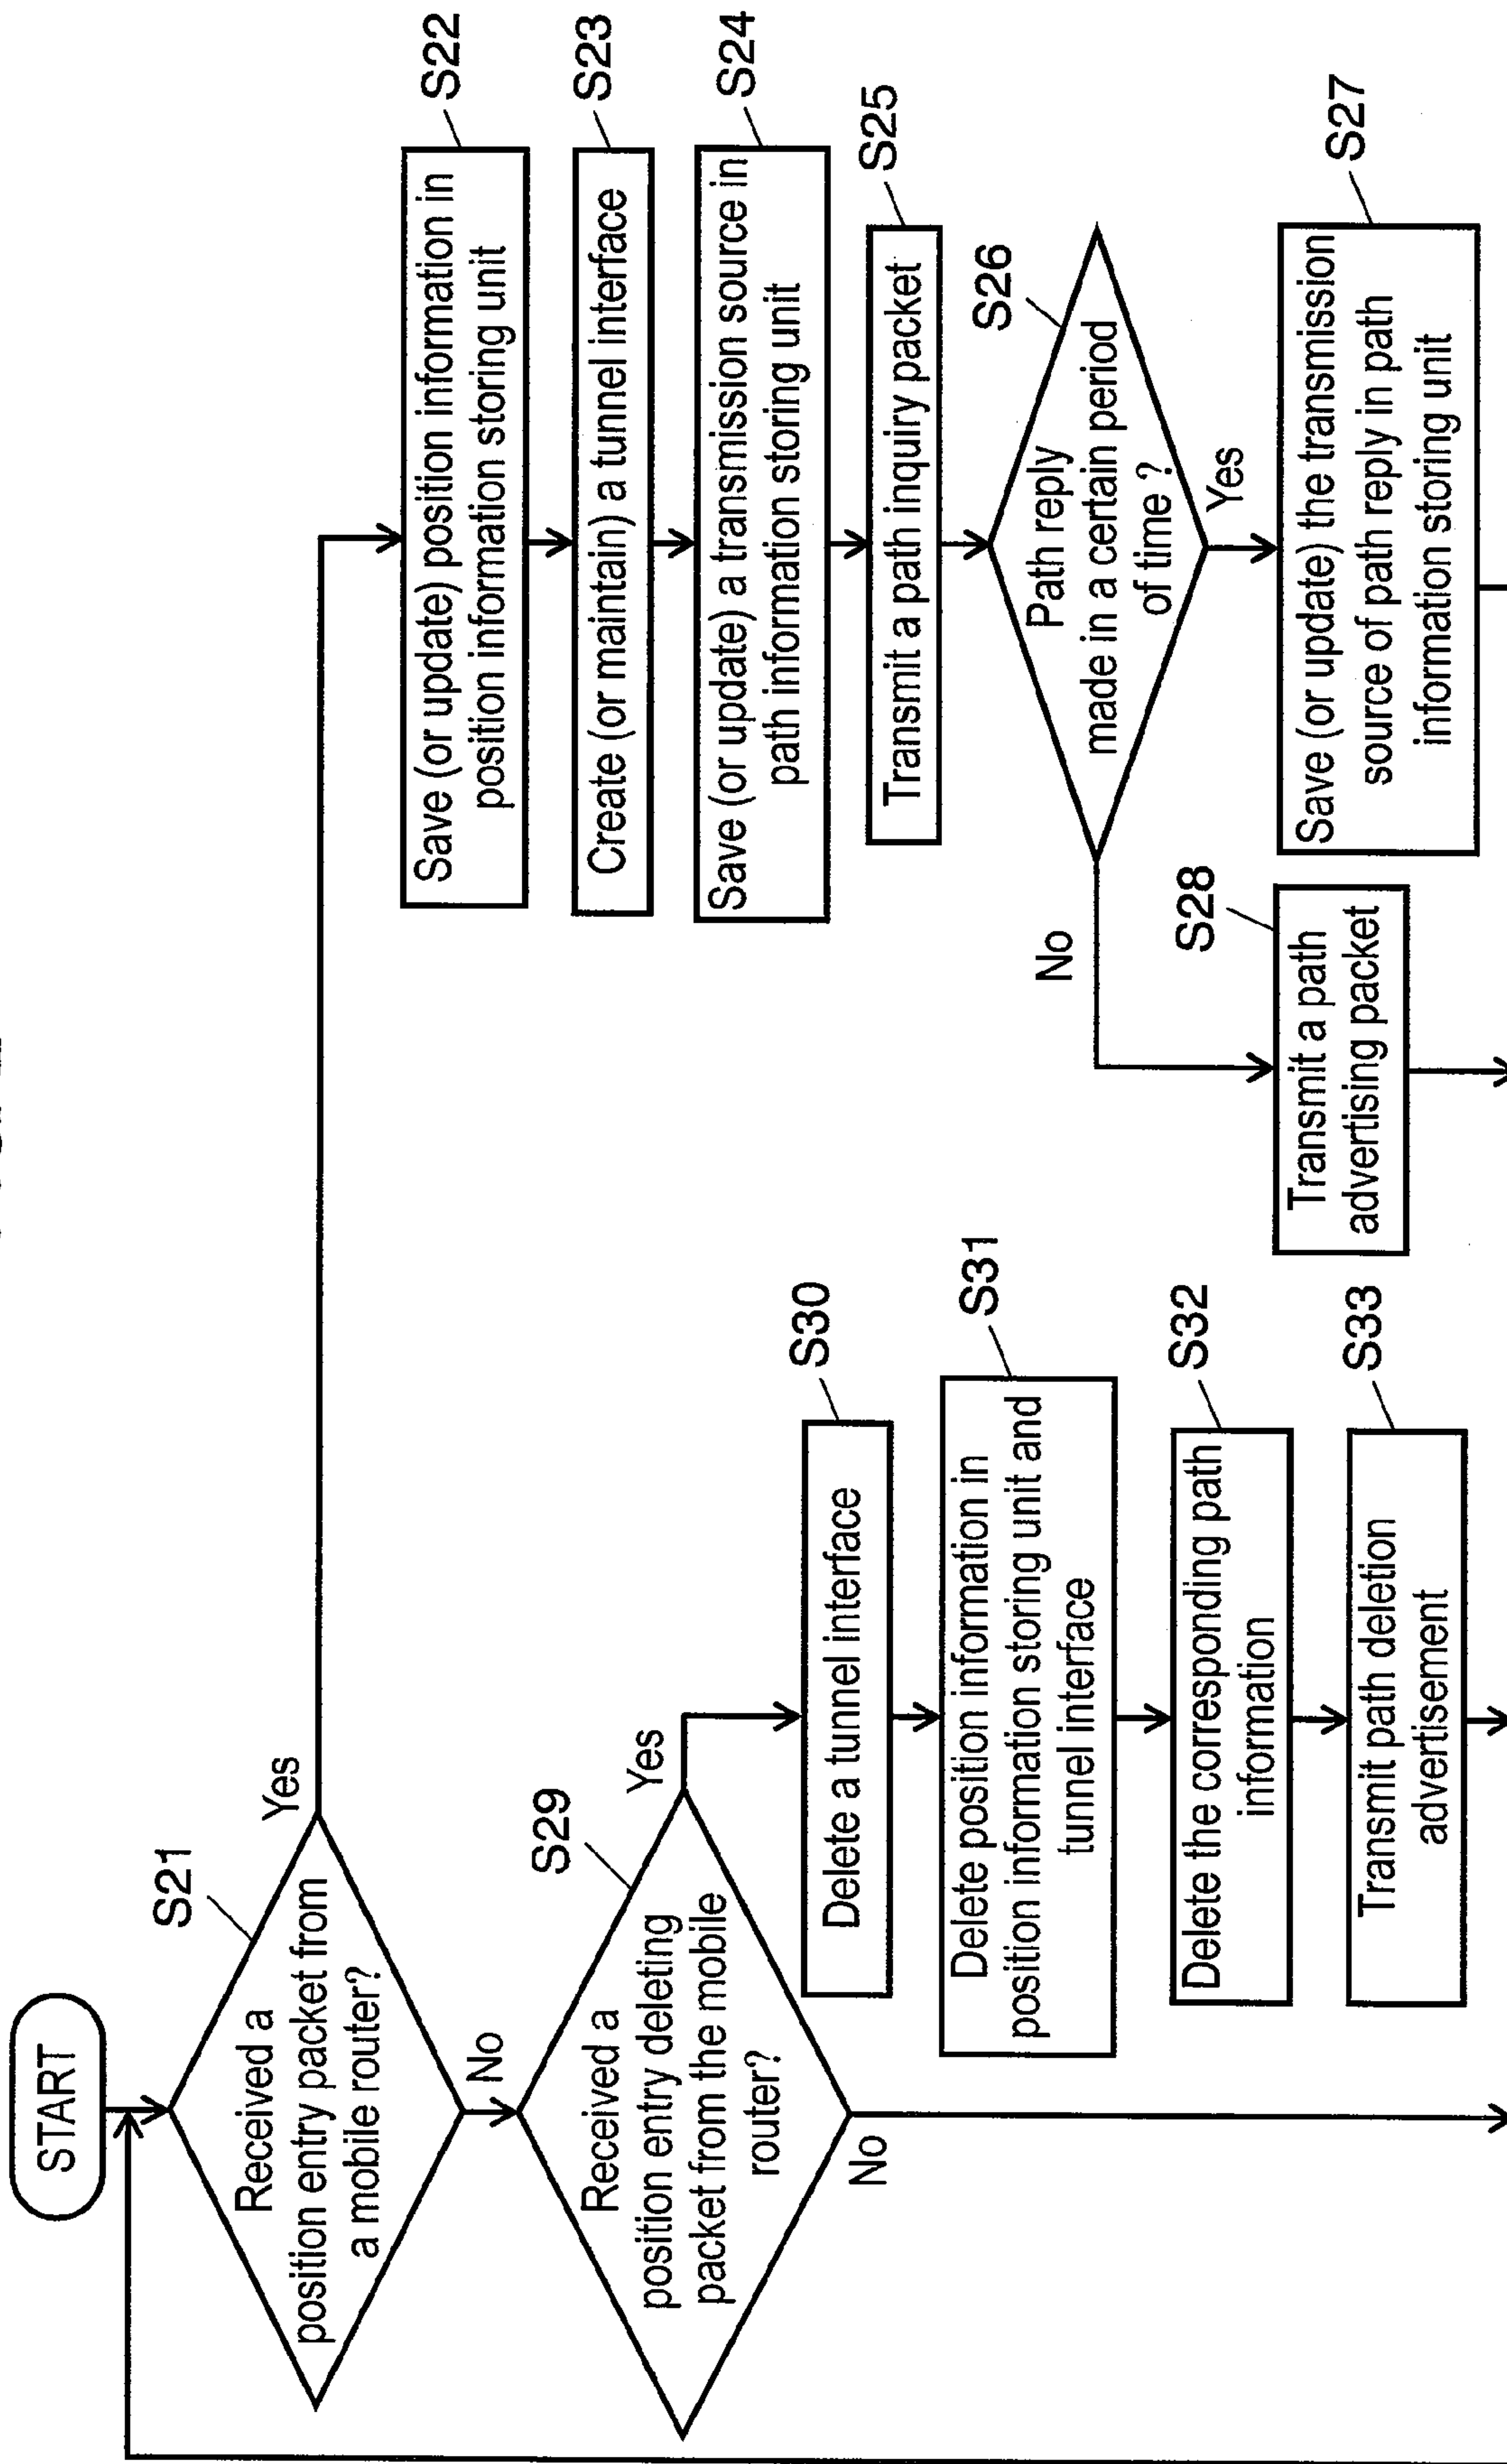 START
S21
Received a
position entry packet from
a mobile router?
Yes
No
S22
Save (or update) position information in
position information storing unit
S23
Create (or maintain) a tunnel interface
S24
Save (or update) a transmission source in
path information storing unit
S25
Transmit a path inquiry packet
S26
Path reply
made in a certain period
of time ?
Yes
No
S27
Save (or update) the transmission
source of path reply in path
information storing unit
S28
Transmit a path
advertising packet
S29
Received a
position entry deleting
packet from the mobile
router?
Yes
No
S30
Delete a tunnel interface
S31
Delete position information in
position information storing unit and
tunnel interface
S32
Delete the corresponding path
information
S33
Transmit path deletion
advertisement